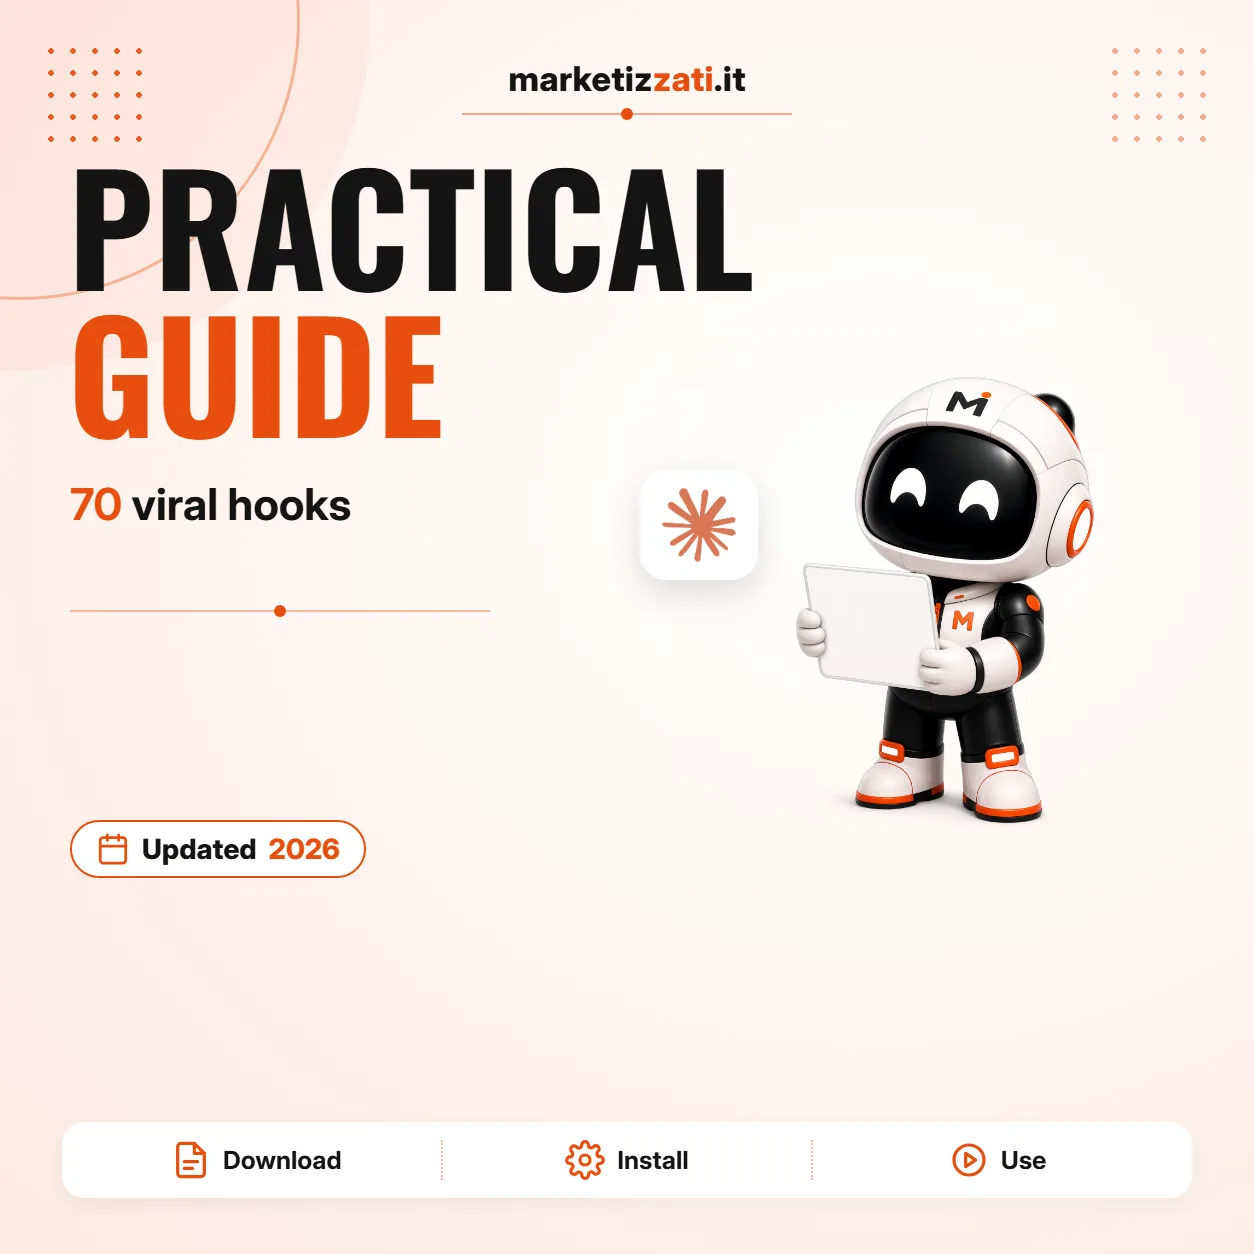 marketizzati.it
PRACTICAL
GUIDE
70 viral hooks
M
M
Updated 2026
Download
Install
Use